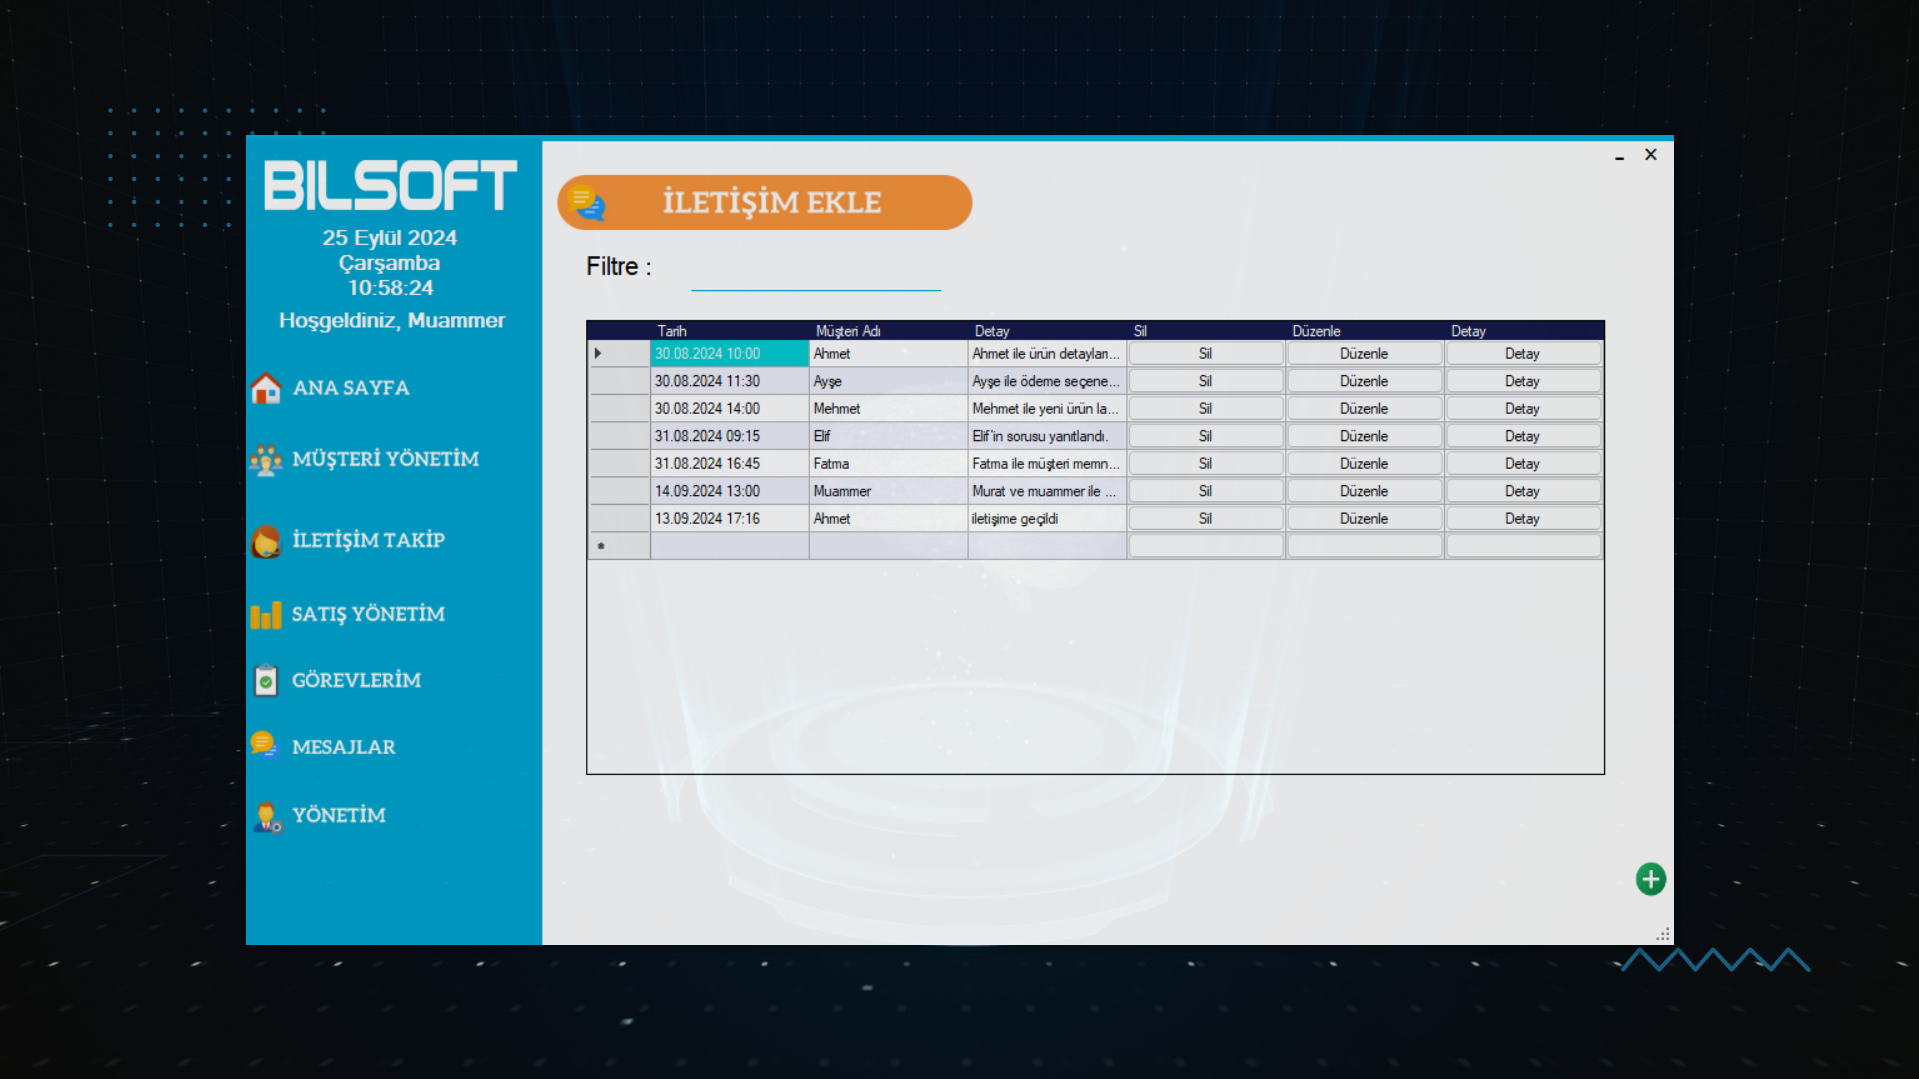 BILSOFT
25 Eylül 2024
Çarşamba
10:58:24
Hoşgeldiniz, Muammer
ANA SAYFA
MÜŞTERİ YÖNETİM
İLETİŞİM TAKİP
SATIŞ YÖNETİM
GÖREVLERİM
MESAJLAR
YÖNETİM
İLETİŞİM EKLE
Filtre :
Tarih Müşteri Adı Detay Sil Düzenle Detay
30.08.2024 10:00 Ahmet Ahmet ile ürün detayları... Sil Düzenle Detay
30.08.2024 11:30 Ayşe Ayşe ile ödeme seçene... Sil Düzenle Detay
30.08.2024 14:00 Mehmet Mehmet ile yeni ürün la... Sil Düzenle Detay
31.08.2024 09:15 Elif Elif'in sorusu yanıtlandı. Sil Düzenle Detay
31.08.2024 16:45 Fatma Fatma ile müşteri memn... Sil Düzenle Detay
14.09.2024 13:00 Muammer Murat ve muammer ile ... Sil Düzenle Detay
13.09.2024 17:16 Ahmet iletişime geçildi Sil Düzenle Detay